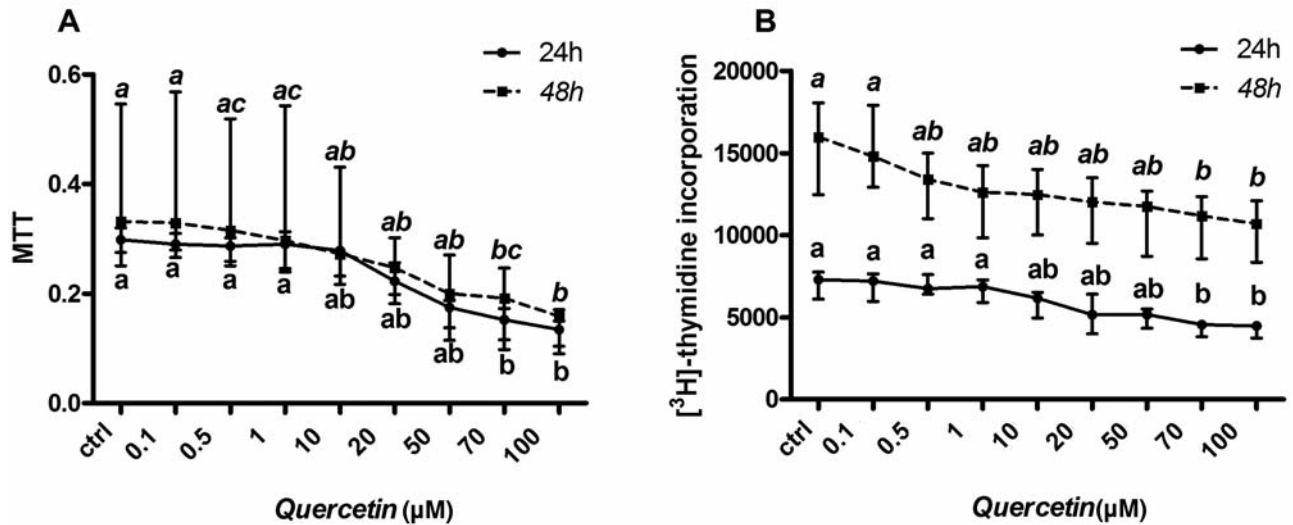 A
24h
48h
0.6
0.4
0.2
0.0
MTT
a a ac ac ab ab ab bc b
a a a a ab ab ab b b
ctrl 0.1 0.5 1 10 20 50 70 100
Quercetin (µM)
B
24h
48h
20000
15000
10000
5000
0
[³H]-thymidine incorporation
a a ab ab ab ab ab b b
a a a a ab ab ab b b
ctrl 0.1 0.5 1 10 20 50 70 100
Quercetin(µM)